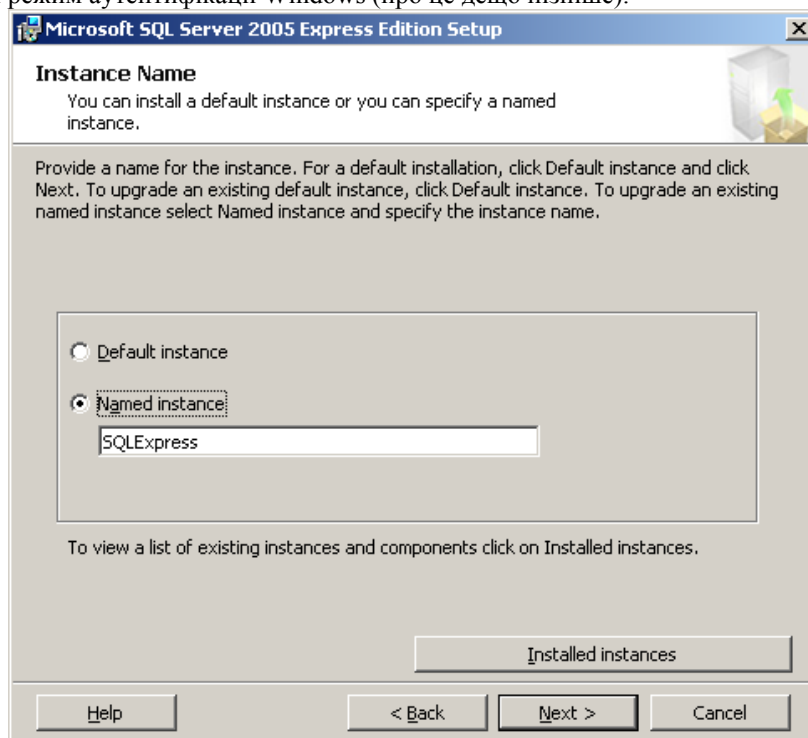 режим аутентифікації Windows (про це дещо пізніше).
Microsoft SQL Server 2005 Express Edition Setup
Instance Name
You can install a default instance or you can specify a named
instance.
Provide a name for the instance. For a default installation, click Default instance and click
Next. To upgrade an existing default instance, click Default instance. To upgrade an existing
named instance select Named instance and specify the instance name.
Default instance
Named instance
SQLExpress
To view a list of existing instances and components click on Installed instances.
Installed instances
Help
< Back
Next >
Cancel